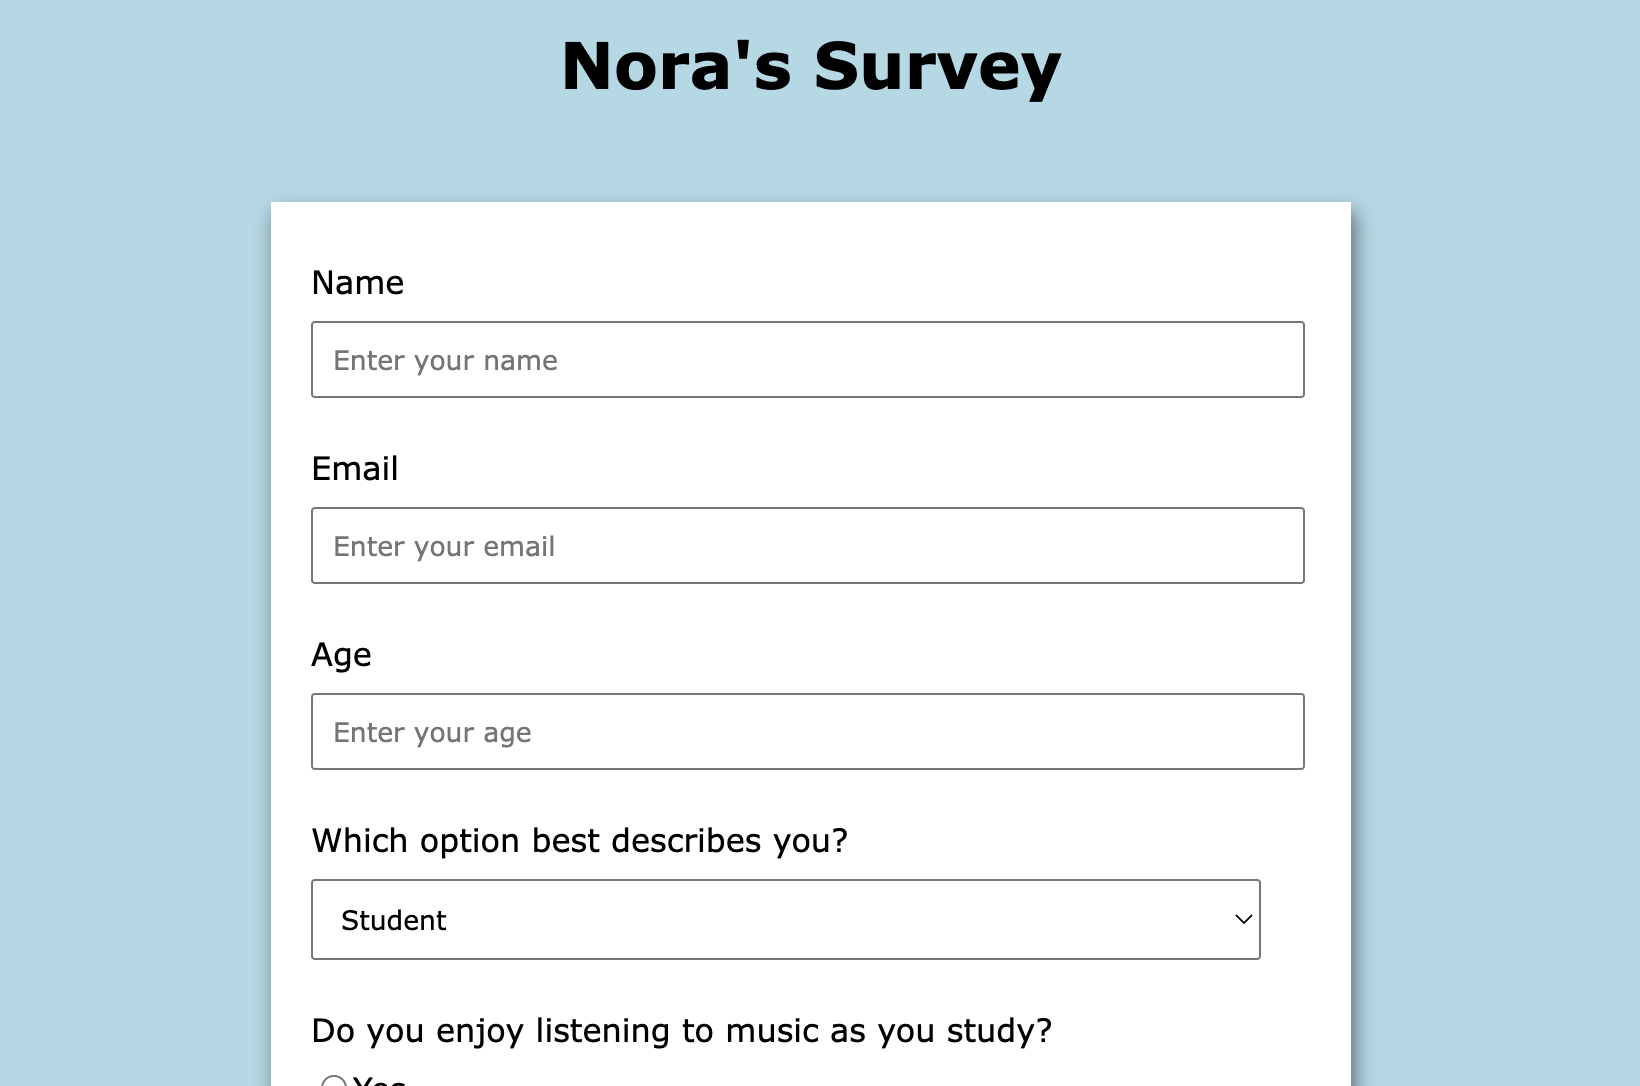 Nora's Survey
Name
Enter your name
Email
Enter your email
Age
Enter your age
Which option best describes you?
Student
Do you enjoy listening to music as you study?
Yes